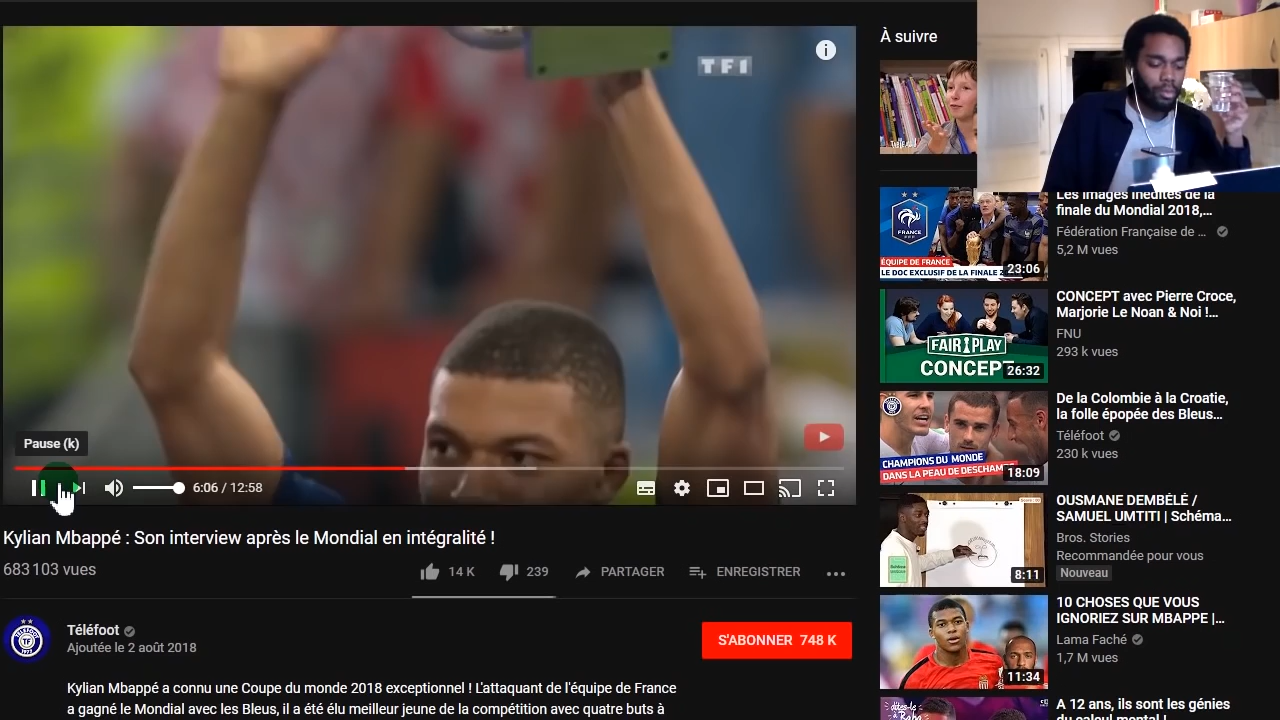 TF1
Pause (k)
6:06 / 12:58
Kylian Mbappé : Son interview après le Mondial en intégralité !
683 103 vues
14 K
239
PARTAGER
ENREGISTRER
Téléfoot
Ajoutée le 2 août 2018
S'ABONNER 748 K
Kylian Mbappé a connu une Coupe du monde 2018 exceptionnel ! L'attaquant de l'équipe de France
a gagné le Mondial avec les Bleus, il a été élu meilleur jeune de la compétition avec quatre buts à
À suivre
FRANCE
FFF
ÉQUIPE DE FRANCE
LE DOC EXCLUSIF DE LA FINALE 2
23:06
Les images inédites de la
finale du Mondial 2018,...
Fédération Française de ...
5,2 M vues
FAIR PLAY
CONCEPT
26:32
CONCEPT avec Pierre Croce,
Marjorie Le Noan & Noi !...
FNU
293 k vues
CHAMPIONS DU MONDE
DANS LA PEAU DE DESCHAM
18:09
De la Colombie à la Croatie,
la folle épopée des Bleus...
Téléfoot
230 k vues
8:11
OUSMANE DEMBÉLÉ /
SAMUEL UMTITI | Schéma...
Bros. Stories
Recommandée pour vous
Nouveau
11:34
10 CHOSES QUE VOUS
IGNORIEZ SUR MBAPPE |...
Lama Faché
1,7 M vues
A 12 ans, ils sont les génies
du calcul mental !